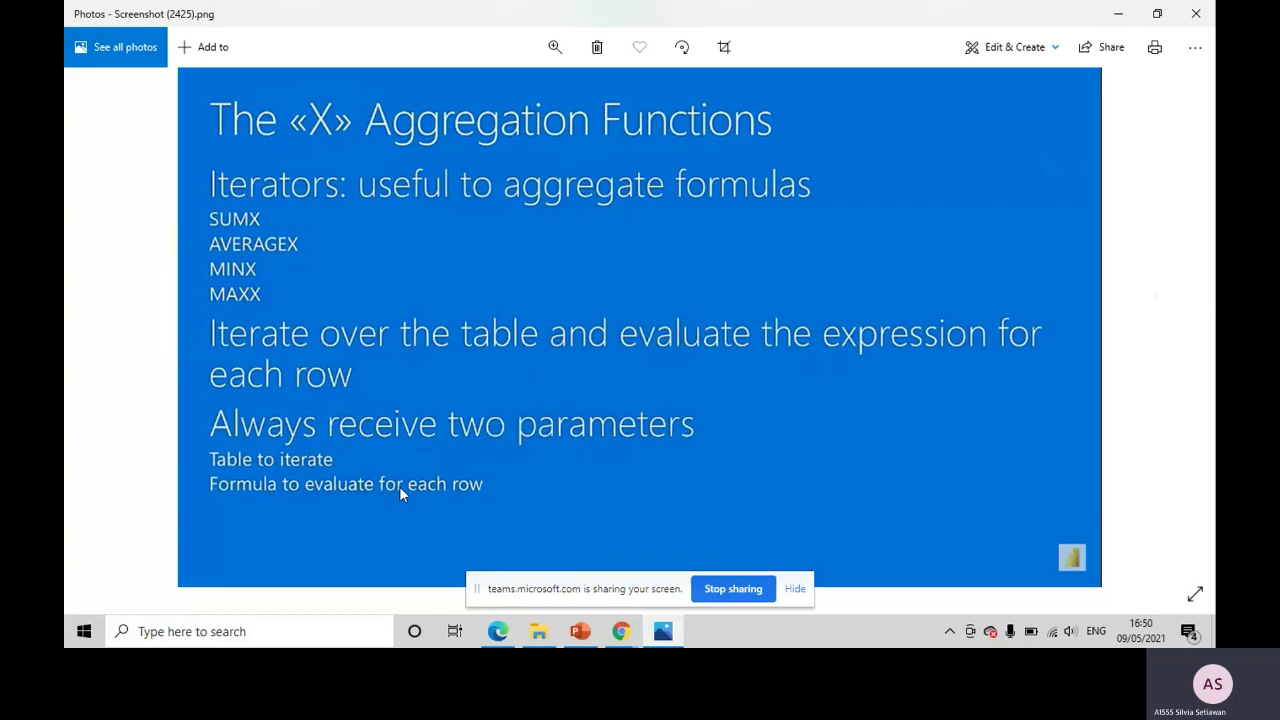 Photos - Screenshot (2425).png
See all photos
Add to
Edit & Create
Share
The «X» Aggregation Functions
Iterators: useful to aggregate formulas
SUMX
AVERAGEX
MINX
MAXX
Iterate over the table and evaluate the expression for
each row
Always receive two parameters
Table to iterate
Formula to evaluate for each row
teams.microsoft.com is sharing your screen.
Stop sharing
Hide
Type here to search
ENG
16:50
09/05/2021
4
AS
A1555 Silvia Setiawan